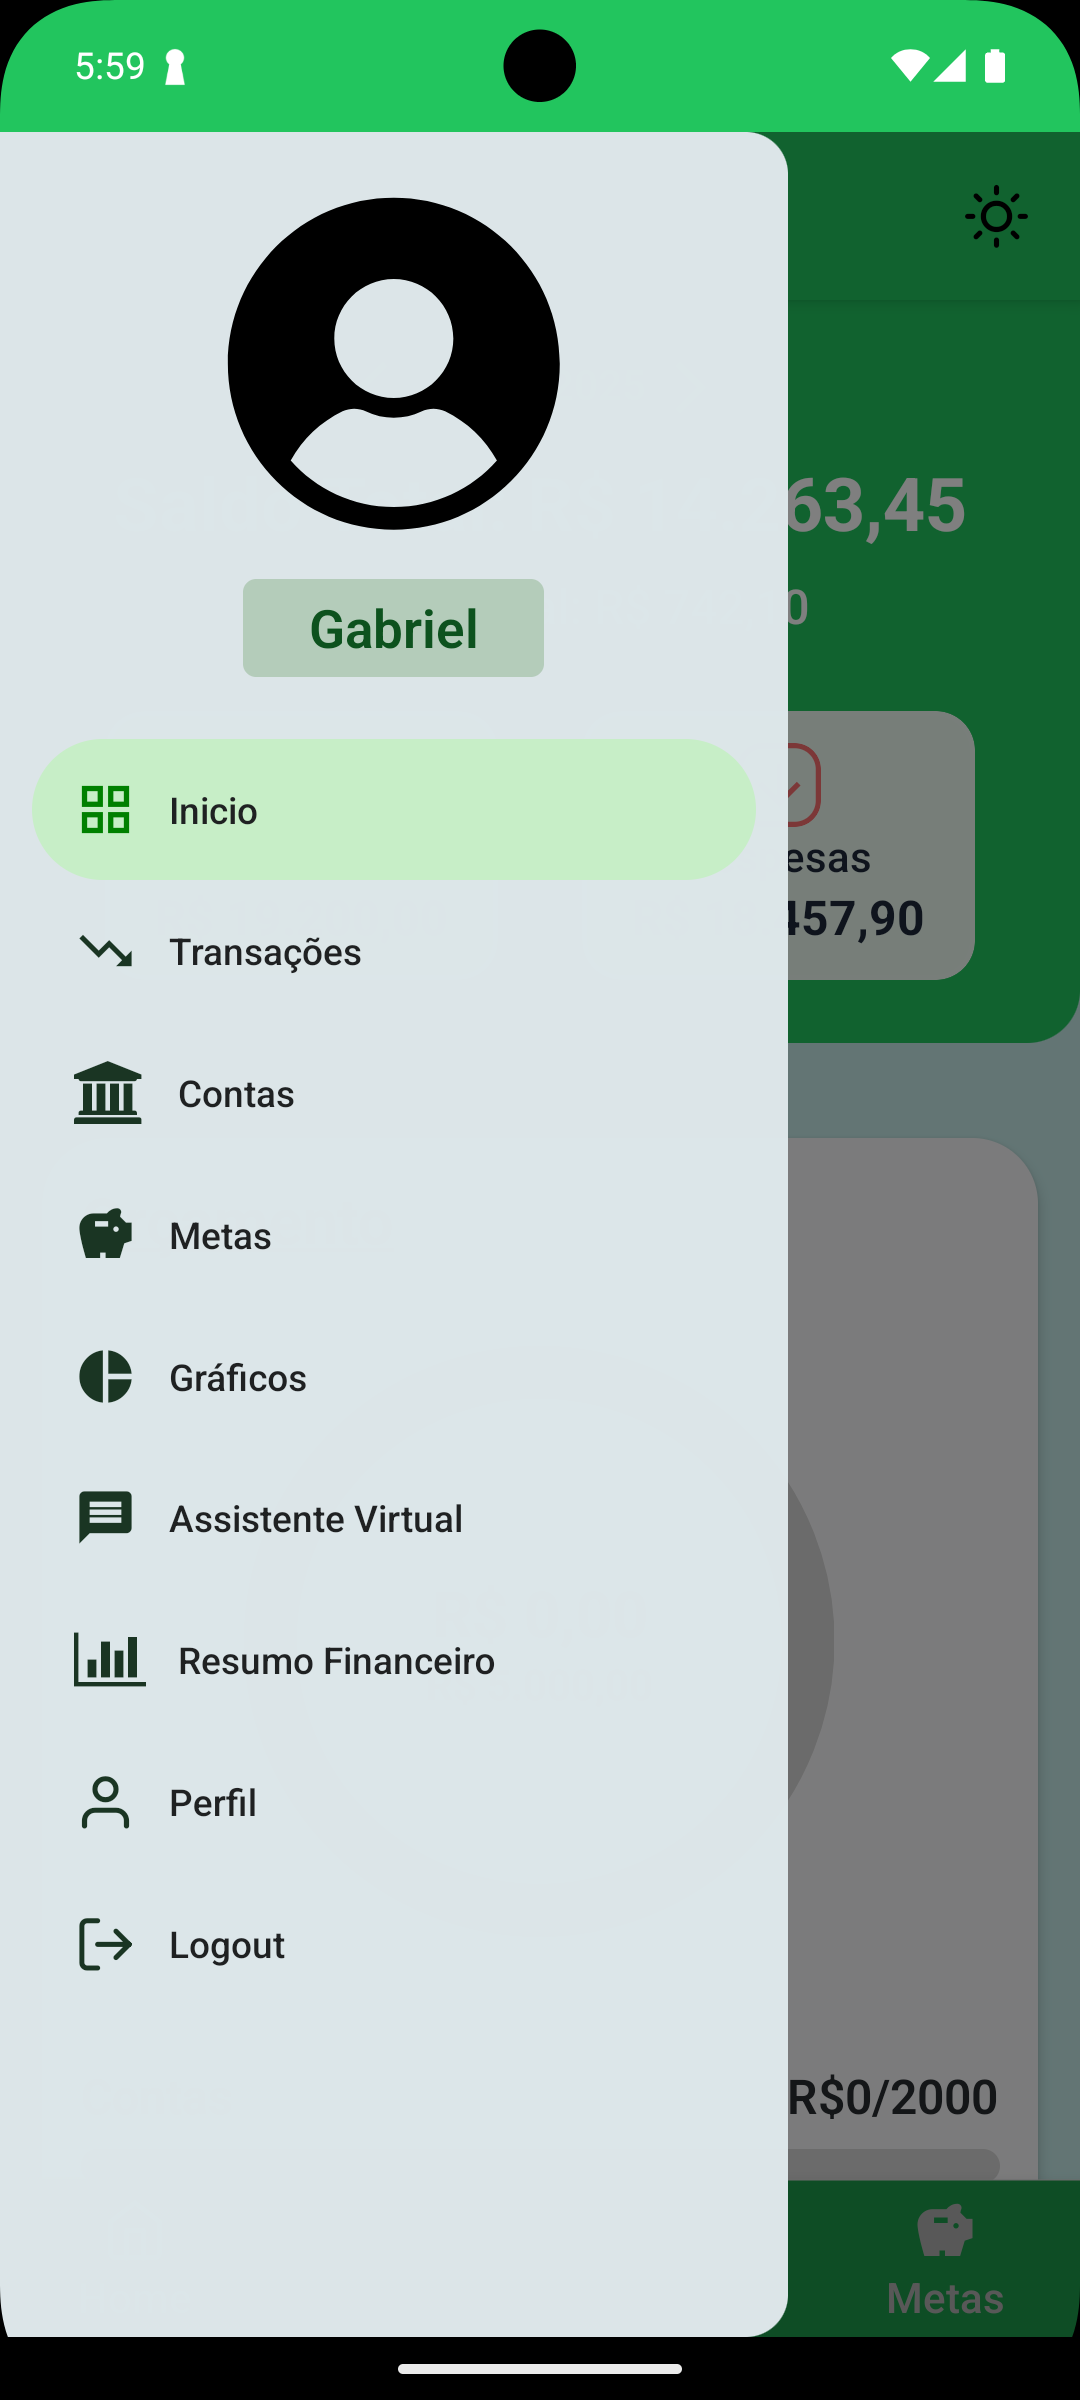 5:59
63,45
0
Gabriel
esas
457,90
Inicio
Transações
Contas
Metas
Gráficos
Assistente Virtual
Resumo Financeiro
Perfil
Logout
R$0/2000
Metas